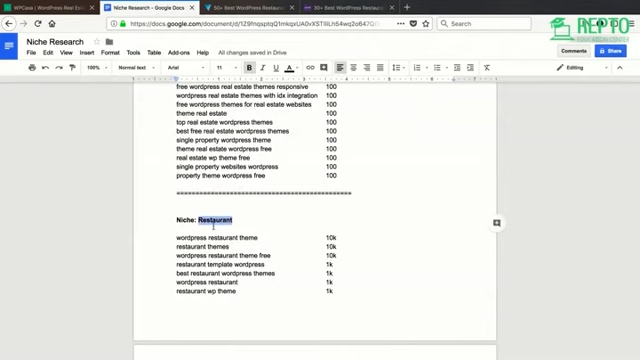 WPCasa | WordPress Real Est
Niche Research - Google Docs
50+ Best WordPress Restaura
30+ Best WordPress Restaur
https://docs.google.com/document/d/
Search
REPTO
EDUCATION CENTER
Niche Research
File Edit View Insert Format Tools Table Add-ons Help All changes saved in Drive
Comments Share
100% Normal text Arial 11 B I U A Editing
free wordpress real estate themes responsive 100
wordpress real estate themes with idx integration 100
free wordpress themes for real estate websites 100
theme real estate 100
top real estate wordpress themes 100
best free real estate wordpress themes 100
single property wordpress theme 100
theme real estate wordpress free 100
real estate wp theme free 100
single property websites wordpress 100
property theme wordpress free 100
==============================================
Niche: Restaurant
wordpress restaurant theme 10k
restaurant themes 10k
wordpress restaurant theme free 10k
restaurant template wordpress 1k
best restaurant wordpress themes 1k
wordpress restaurant 1k
restaurant wp theme 1k